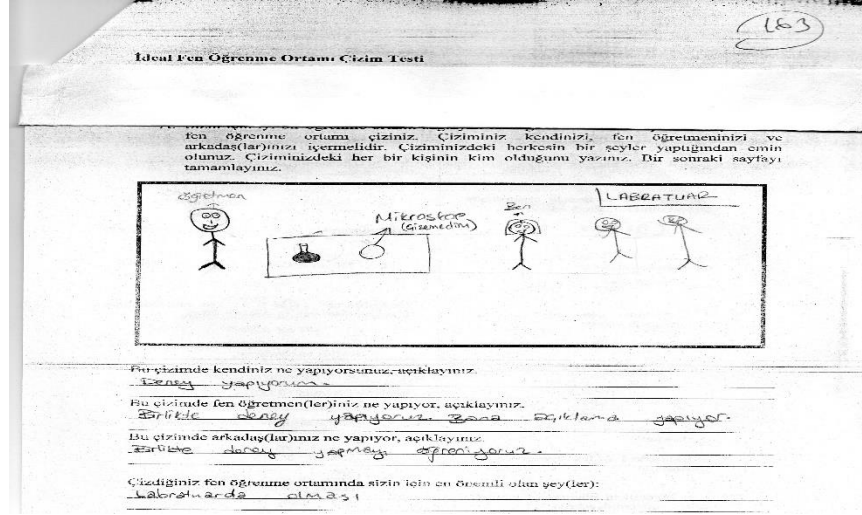 163
İdeal Fen Öğrenme Ortamı Çizim Testi
fen öğrenme ortamı çiziniz. Çiziminiz kendinizi, fen öğretmeninizi ve
arkadaş(lar)ınızı içermelidir. Çiziminizdeki herkesin bir şeyler yaptığından emin
olunuz. Çiziminizdeki her bir kişinin kim olduğunu yazınız. Bir sonraki sayfayı
tamamlayınız.
öğretmen
Mikroskop
(Çizemedim)
Ben
LABRATUAR
Bu çizimde kendiniz ne yapıyorsunuz, açıklayınız.
Deney yapıyorum.
Bu çizimde fen öğretmen(ler)iniz ne yapıyor, açıklayınız.
Birlikte deney yapıyoruz. Bana açıklama yapıyor.
Bu çizimde arkadaş(lar)ınız ne yapıyor, açıklayınız.
Birlikte deney yapmayı öğreniyoruz.
Çizdiğiniz fen öğrenme ortamında sizin için en önemli olan şey(ler):
Labratuarda olması